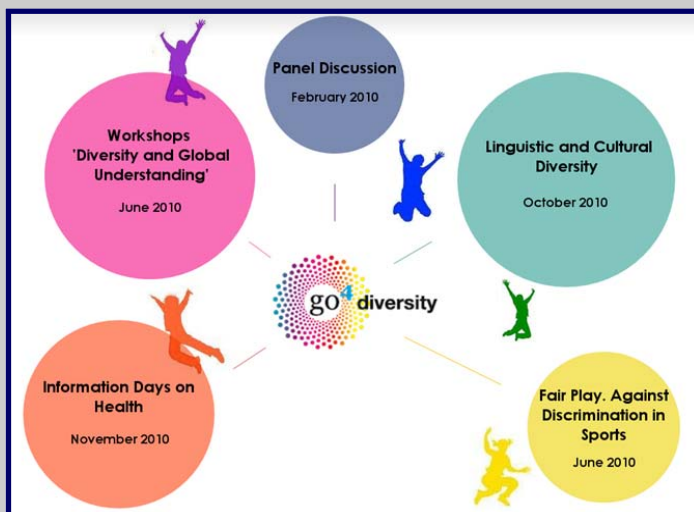 Panel Discussion
February 2010
Workshops
'Diversity and Global
Understanding'
June 2010
Linguistic and Cultural
Diversity
October 2010
go4diversity
Information Days on
Health
November 2010
Fair Play. Against
Discrimination in
Sports
June 2010